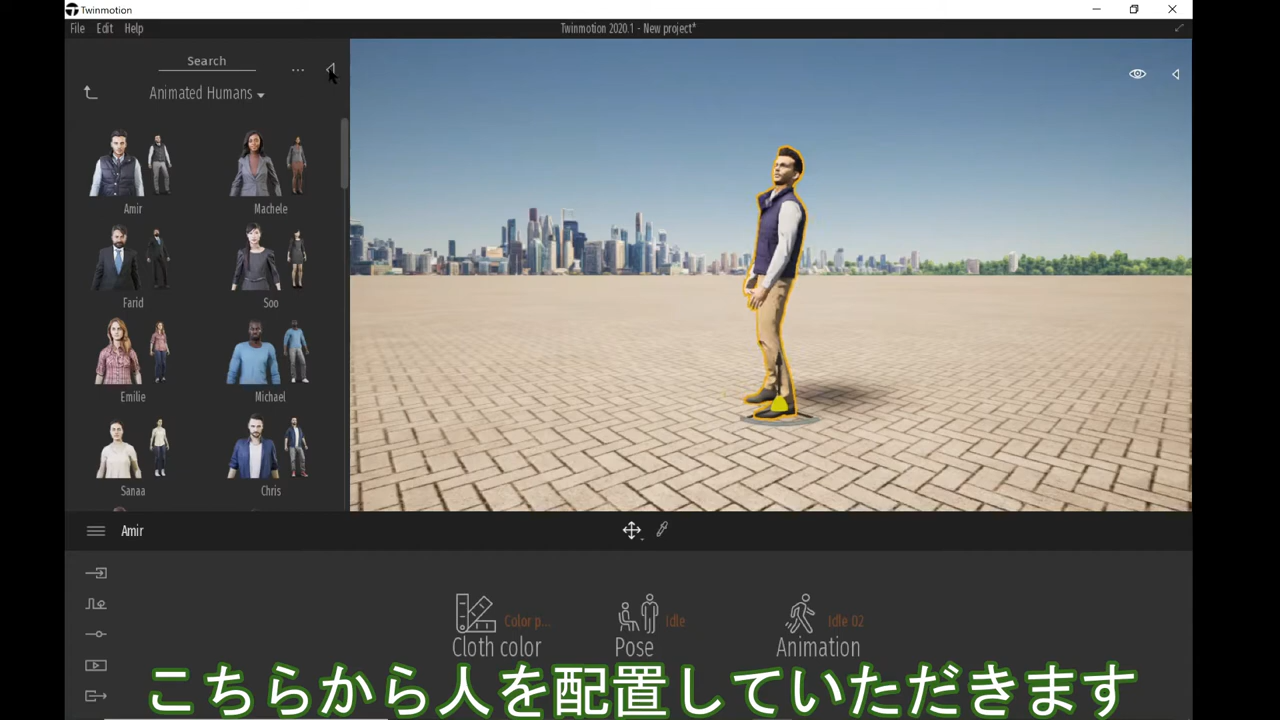 Twinmotion
File Edit Help
Twinmotion 2020.1 - New project*
Search
...
Animated Humans
Amir
Machele
Farid
Soo
Emilie
Michael
Sanaa
Chris
Amir
Color p...
Cloth color
Idle
Pose
Idle 02
Animation
こちらから人を配置していただきます